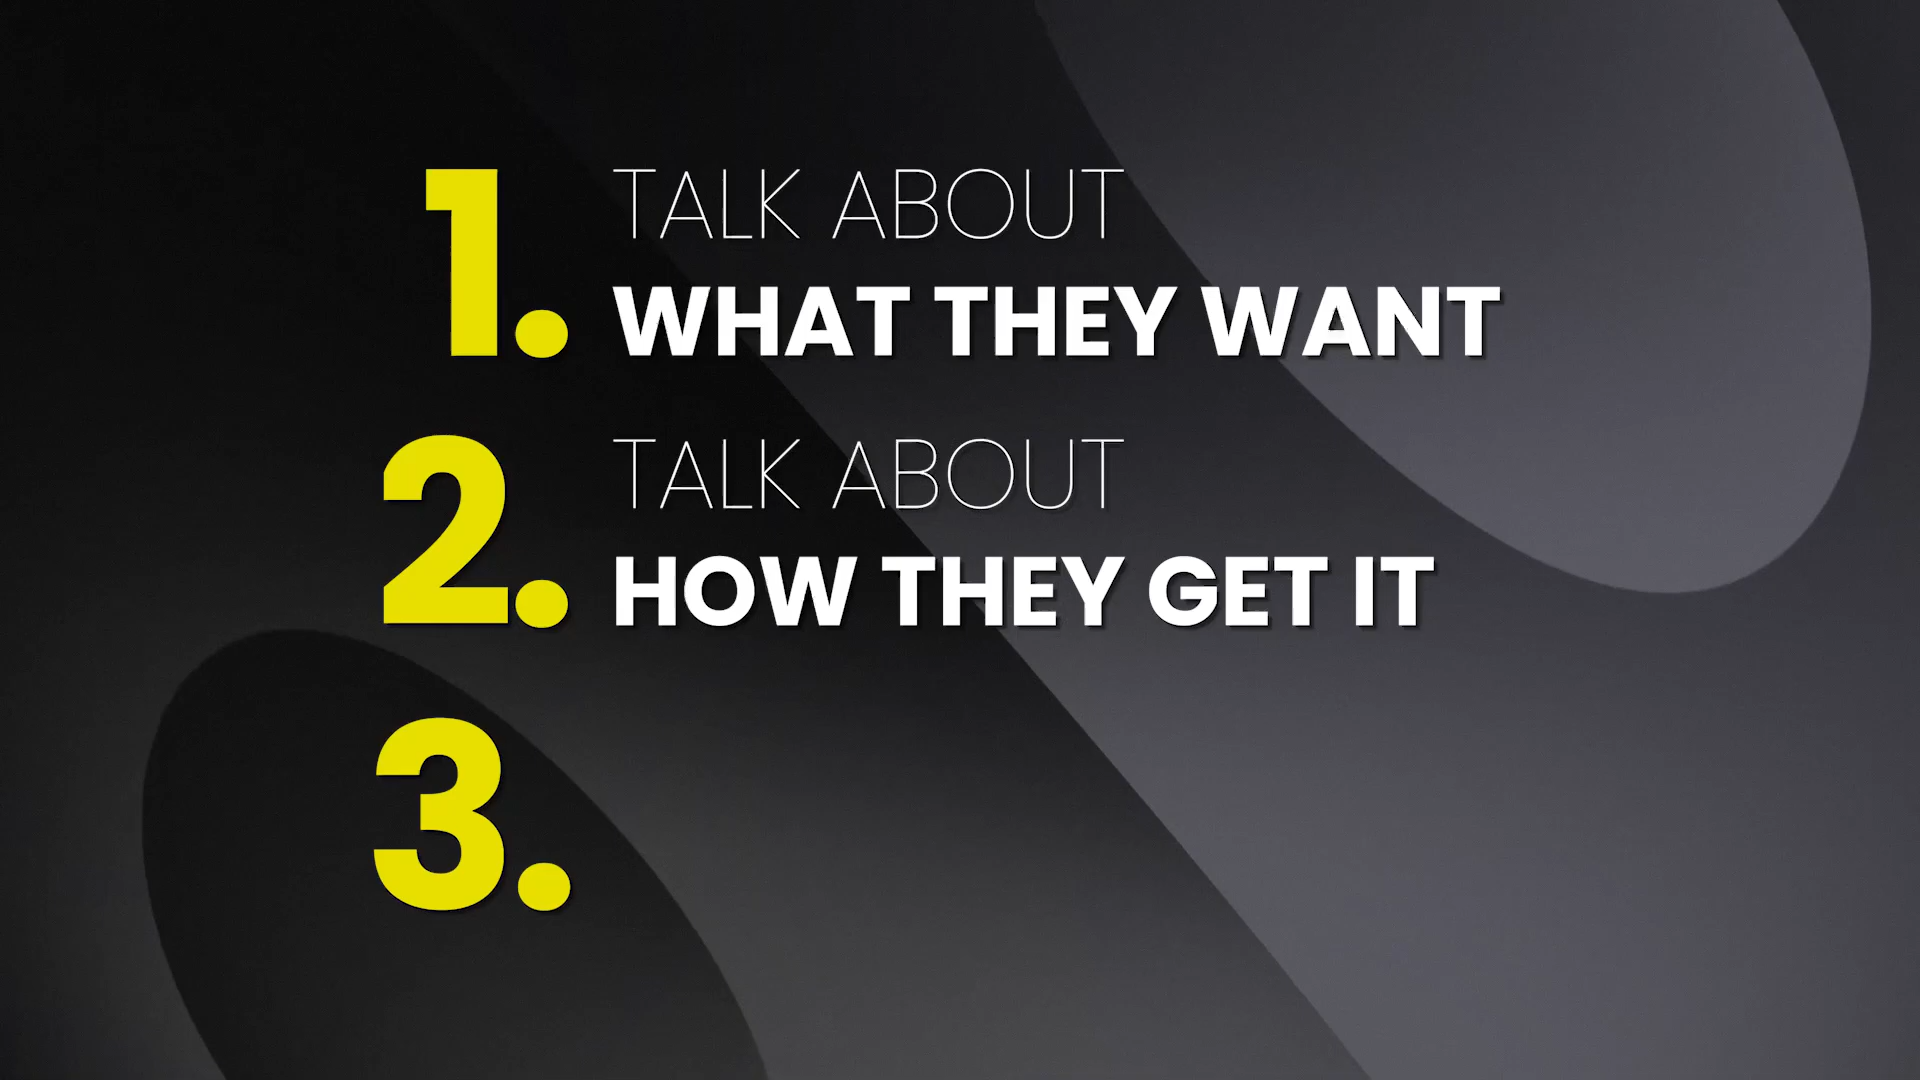 1. TALK ABOUT
WHAT THEY WANT
2. TALK ABOUT
HOW THEY GET IT
3.